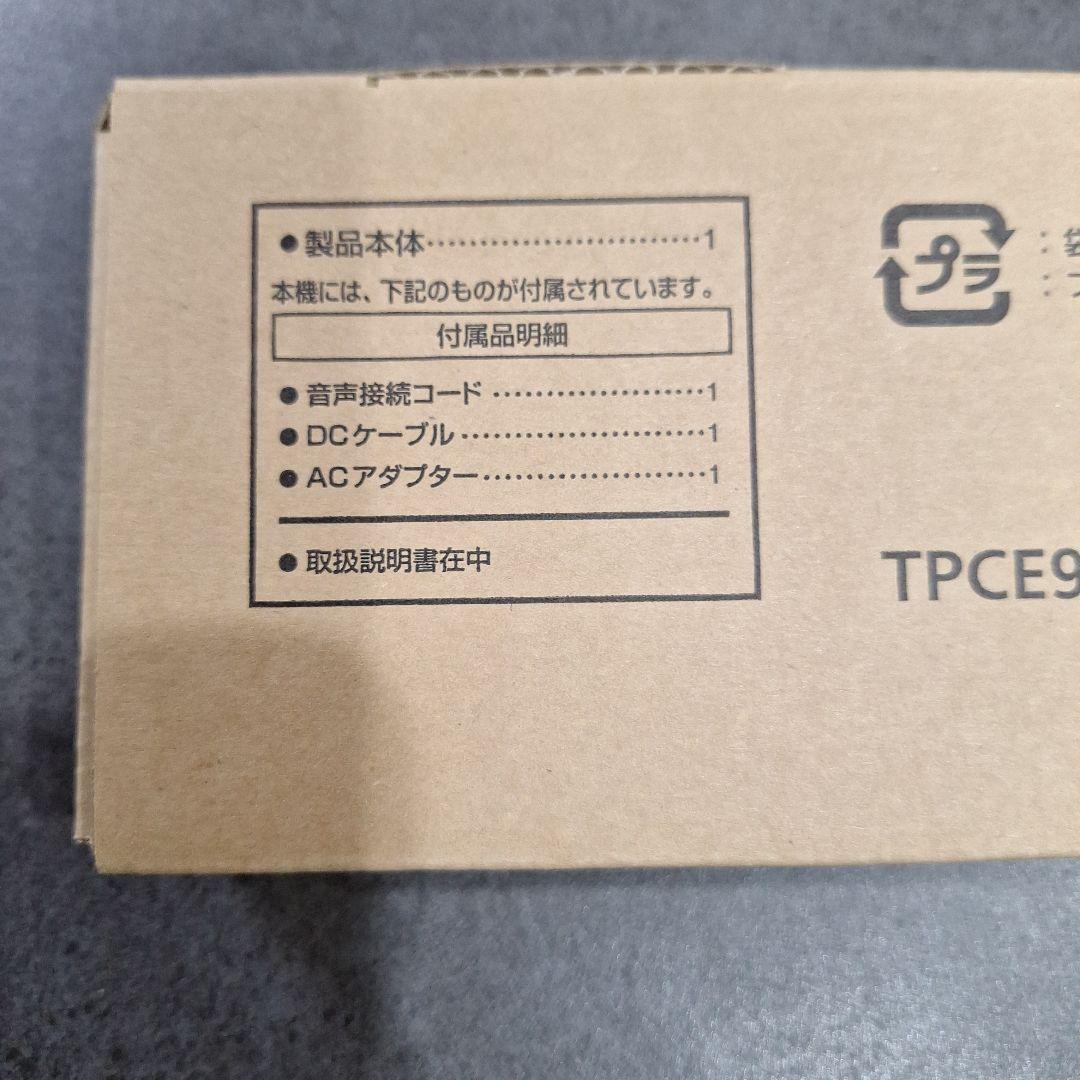 ●製品本体…………………………1
本機には、下記のものが付属されています。
付属品明細
●音声接続コード…………………1
●DCケーブル……………………1
●ACアダプター…………………1
●取扱説明書在中
プラ
:袋
:
TPCE9